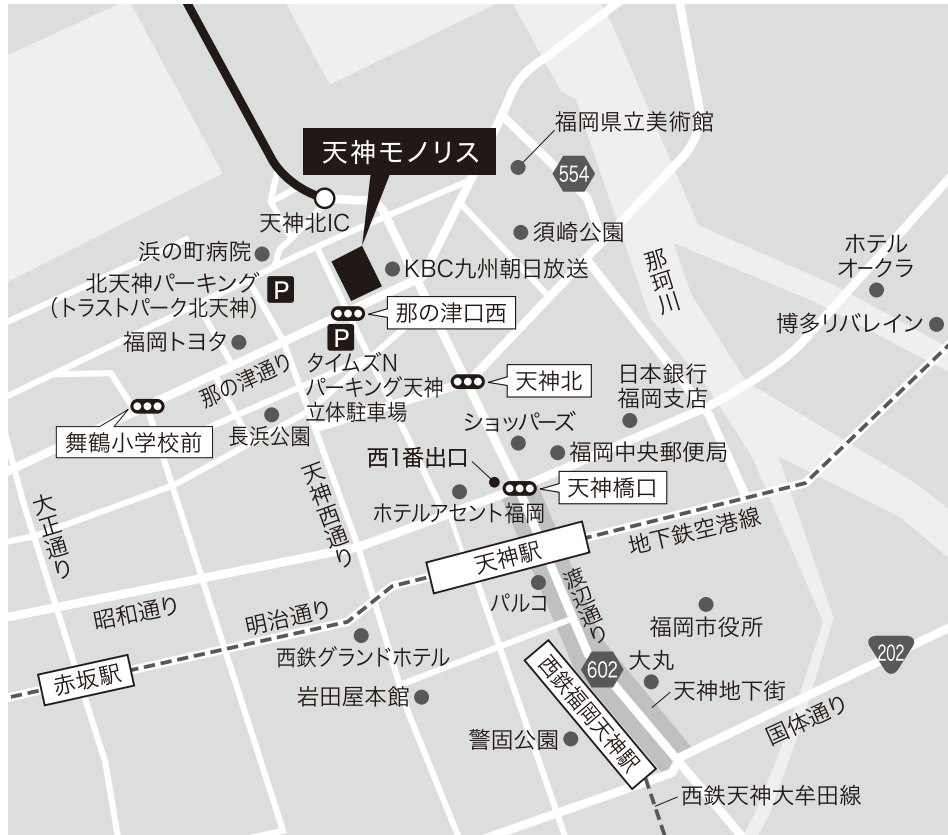 福岡県立美術館
天神モノリス
554
天神北IC
須崎公園
浜の町病院
KBC九州朝日放送
那珂川
ホテル
オークラ
北天神パーキング
(トラストパーク北天神)
P
那の津口西
博多リバレイン
福岡トヨタ
P
タイムズN
パーキング天神
立体駐車場
那の津通り
天神北
日本銀行
福岡支店
舞鶴小学校前
長浜公園
ショッパーズ
福岡中央郵便局
西1番出口
天神橋口
ホテルアセント福岡
天神西通り
大正通り
地下鉄空港線
天神駅
パルコ
渡辺通り
昭和通り
明治通り
福岡市役所
西鉄グランドホテル
202
赤坂駅
602
大丸
西鉄福岡天神駅
天神地下街
岩田屋本館
国体通り
警固公園
西鉄天神大牟田線